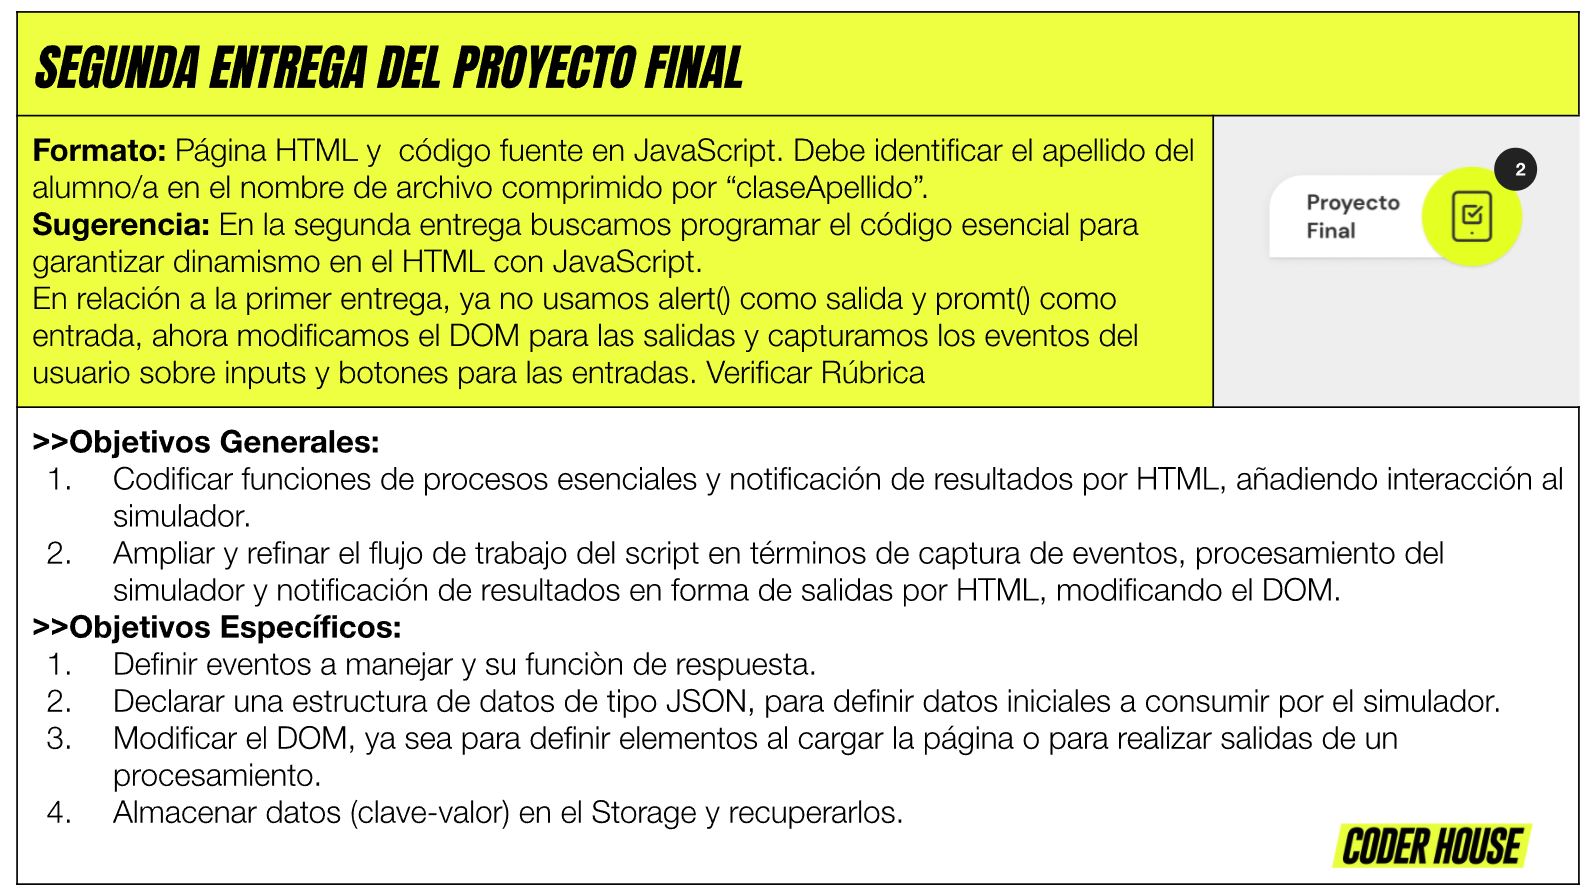 SEGUNDA ENTREGA DEL PROYECTO FINAL
Formato: Página HTML y  código fuente en JavaScript. Debe identificar el apellido del
alumno/a en el nombre de archivo comprimido por “claseApellido”.
Sugerencia: En la segunda entrega buscamos programar el código esencial para
garantizar dinamismo en el HTML con JavaScript.
En relación a la primer entrega, ya no usamos alert() como salida y promt() como
entrada, ahora modificamos el DOM para las salidas y capturamos los eventos del
usuario sobre inputs y botones para las entradas. Verificar Rúbrica
2
Proyecto
Final
>>Objetivos Generales:
1. Codificar funciones de procesos esenciales y notificación de resultados por HTML, añadiendo interacción al
simulador.
2. Ampliar y refinar el flujo de trabajo del script en términos de captura de eventos, procesamiento del
simulador y notificación de resultados en forma de salidas por HTML, modificando el DOM.
>>Objetivos Específicos:
1. Definir eventos a manejar y su funciòn de respuesta.
2. Declarar una estructura de datos de tipo JSON, para definir datos iniciales a consumir por el simulador.
3. Modificar el DOM, ya sea para definir elementos al cargar la página o para realizar salidas de un
procesamiento.
4. Almacenar datos (clave-valor) en el Storage y recuperarlos.
CODER HOUSE